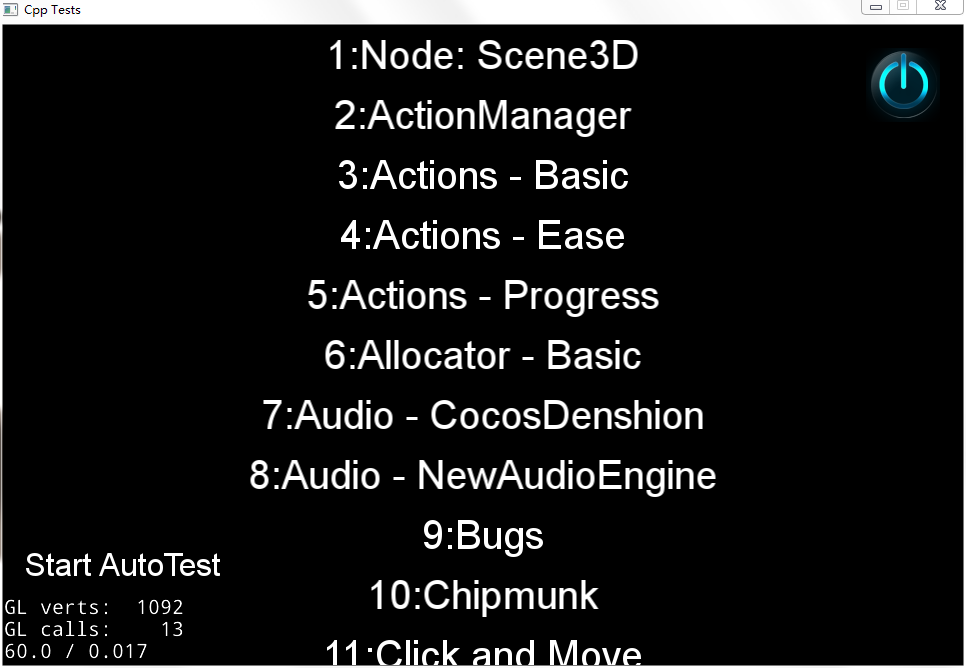 Cpp Tests
1:Node: Scene3D
2:ActionManager
3:Actions - Basic
4:Actions - Ease
5:Actions - Progress
6:Allocator - Basic
7:Audio - CocosDenshion
8:Audio - NewAudioEngine
9:Bugs
10:Chipmunk
11:Click and Move
Start AutoTest
GL verts: 1092
GL calls: 13
60.0 / 0.017